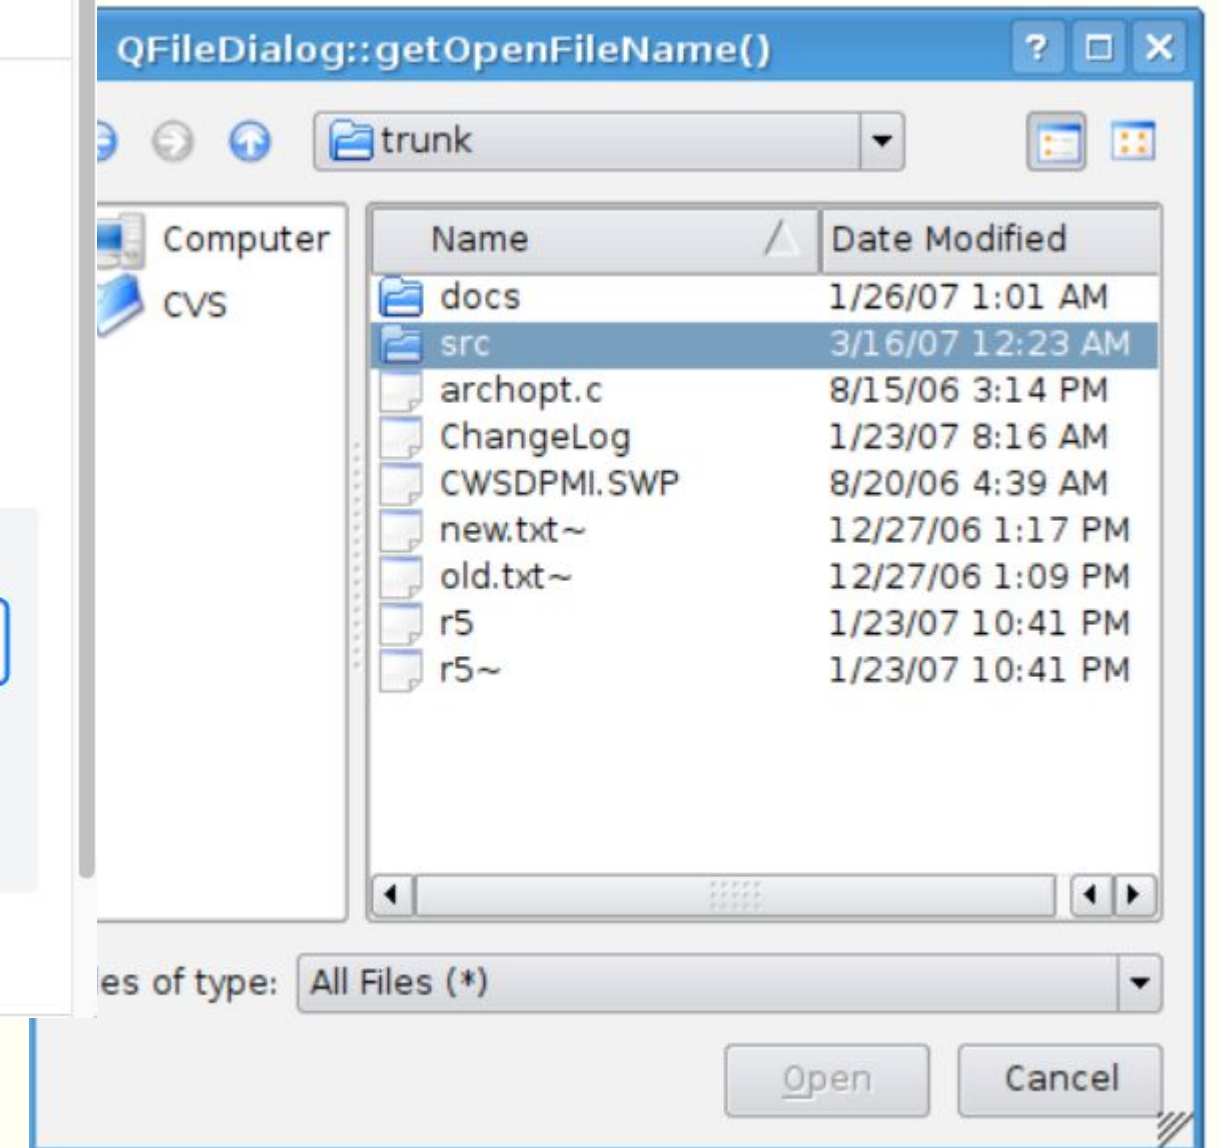 QFileDialog::getOpenFileName()
trunk
Computer
CVS
Name Date Modified
docs 1/26/07 1:01 AM
src 3/16/07 12:23 AM
archopt.c 8/15/06 3:14 PM
ChangeLog 1/23/07 8:16 AM
CWSDPMI.SWP 8/20/06 4:39 AM
new.txt~ 12/27/06 1:17 PM
old.txt~ 12/27/06 1:09 PM
r5 1/23/07 10:41 PM
r5~ 1/23/07 10:41 PM
es of type: All Files (*)
Open Cancel